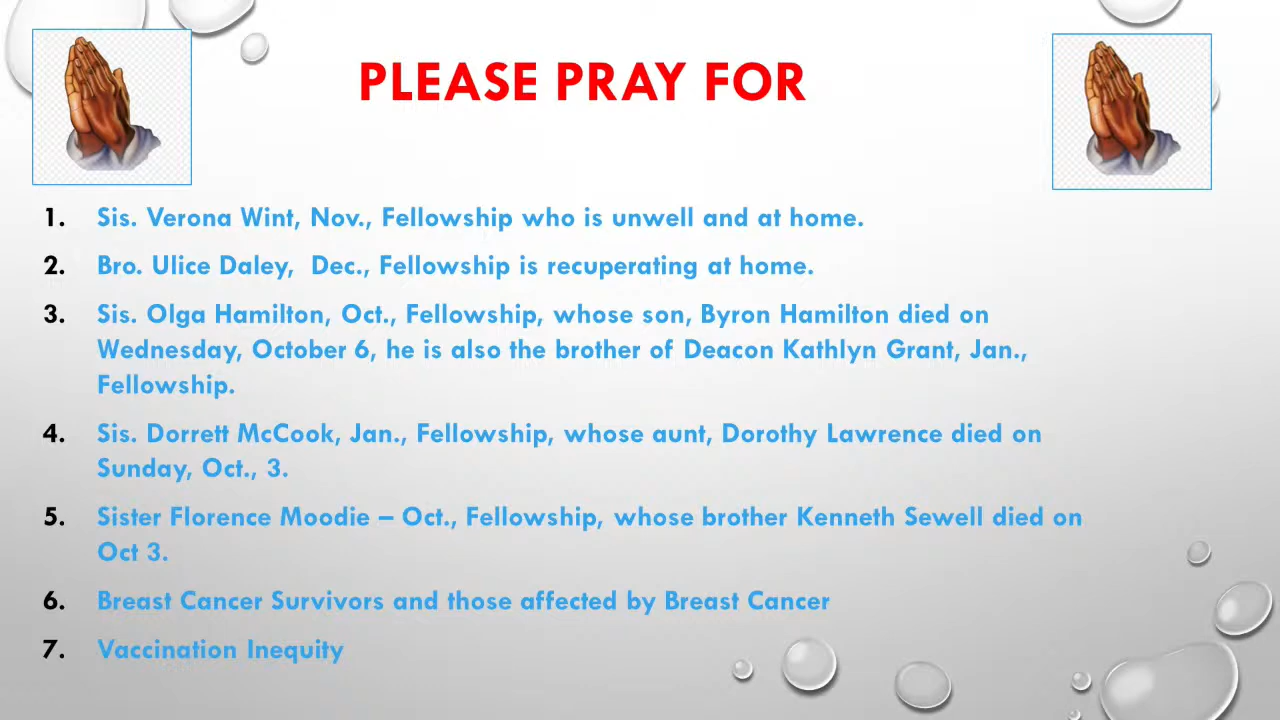 PLEASE PRAY FOR
1. Sis. Verona Wint, Nov., Fellowship who is unwell and at home.
2. Bro. Ulice Daley,  Dec., Fellowship is recuperating at home.
3. Sis. Olga Hamilton, Oct., Fellowship, whose son, Byron Hamilton died on
Wednesday, October 6, he is also the brother of Deacon Kathlyn Grant, Jan.,
Fellowship.
4. Sis. Dorrett McCook, Jan., Fellowship, whose aunt, Dorothy Lawrence died on
Sunday, Oct., 3.
5. Sister Florence Moodie – Oct., Fellowship, whose brother Kenneth Sewell died on
Oct 3.
6. Breast Cancer Survivors and those affected by Breast Cancer
7. Vaccination Inequity